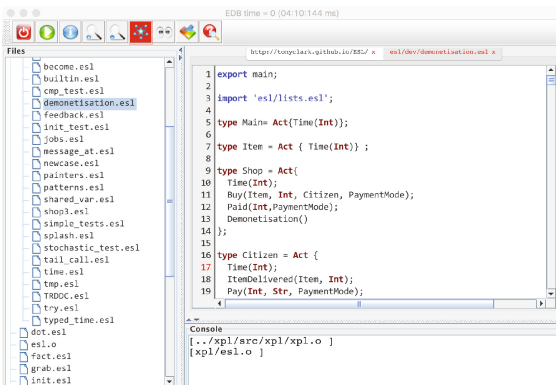 EDB time = 0 (04:10:144 ms)
Files
become.esl
builtin.esl
cmp_test.esl
demonetisation.esl
feedback.esl
init_test.esl
jobs.esl
message_at.esl
newcase.esl
painters.esl
patterns.esl
shared_var.esl
shop3.esl
simple_tests.esl
splash.esl
stochastic_test.esl
tail_call.esl
time.esl
tmp.esl
TRDDC.esl
try.esl
typed_time.esl
dot.esl
esl.o
fact.esl
grab.esl
init.esl
http://tonyclark.github.io/ESL/ x esl/dev/demonetisation.esl x
1 export main;
2
3 import 'esl/lists.esl';
4
5 type Main= Act{Time(Int)};
6
7 type Item = Act { Time(Int)} ;
8
9 type Shop = Act{
10 Time(Int);
11 Buy(Item, Int, Citizen, PaymentMode);
12 Paid(Int,PaymentMode);
13 Demonetisation()
14 };
15
16 type Citizen = Act {
17 Time(Int);
18 ItemDelivered(Item, Int);
19 Pay(Int, Str, PaymentMode);
Console
[../xpl/src/xpl/xpl.o ]
[xpl/esl.o ]